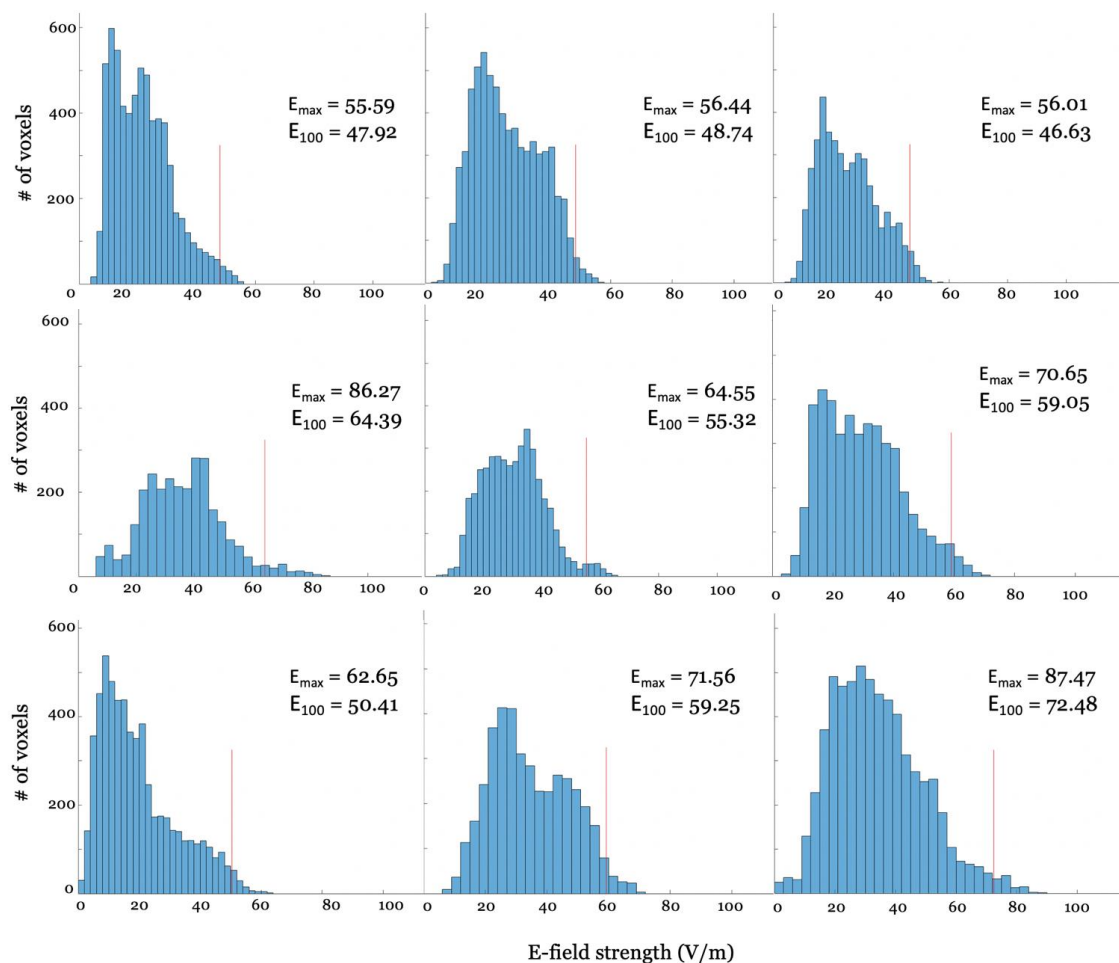 600
400
200
0 20 40 60 80 100
# of voxels
E_max = 55.59
E_100 = 47.92
0 20 40 60 80 100
E_max = 56.44
E_100 = 48.74
0 20 40 60 80 100
E_max = 56.01
E_100 = 46.63
600
400
200
0 20 40 60 80 100
# of voxels
E_max = 86.27
E_100 = 64.39
0 20 40 60 80 100
E_max = 64.55
E_100 = 55.32
0 20 40 60 80 100
E_max = 70.65
E_100 = 59.05
600
400
200
0
0 20 40 60 80 100
# of voxels
E_max = 62.65
E_100 = 50.41
0 20 40 60 80 100
E_max = 71.56
E_100 = 59.25
0 20 40 60 80 100
E_max = 87.47
E_100 = 72.48
E-field strength (V/m)